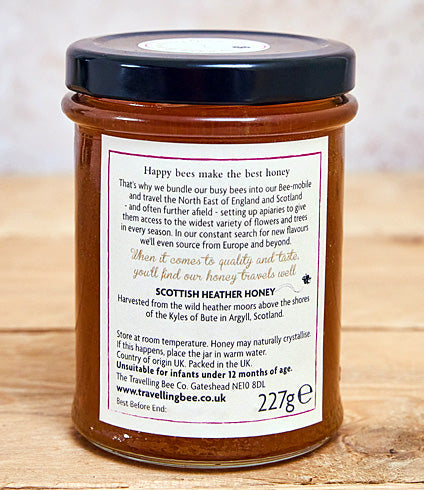 Happy bees make the best honey
That's why we bundle our busy bees into our Bee-mobile
and travel the North East of England and Scotland
- and often further afield - setting up apiaries to give
them access to the widest variety of flowers and trees
in every season. In our constant search for new flavours
we'll even source from Europe and beyond.
When it comes to quality and taste,
you'll find our honey travels well
SCOTTISH HEATHER HONEY
Harvested from the wild heather moors above the shores
of the Kyles of Bute in Argyll, Scotland.
Store at room temperature. Honey may naturally crystallise.
If this happens, place the jar in warm water.
Country of origin UK. Packed in the UK.
Unsuitable for infants under 12 months of age.
The Travelling Bee Co. Gateshead NE10 8DL
www.travellingbee.co.uk
227g℮
Best Before End: